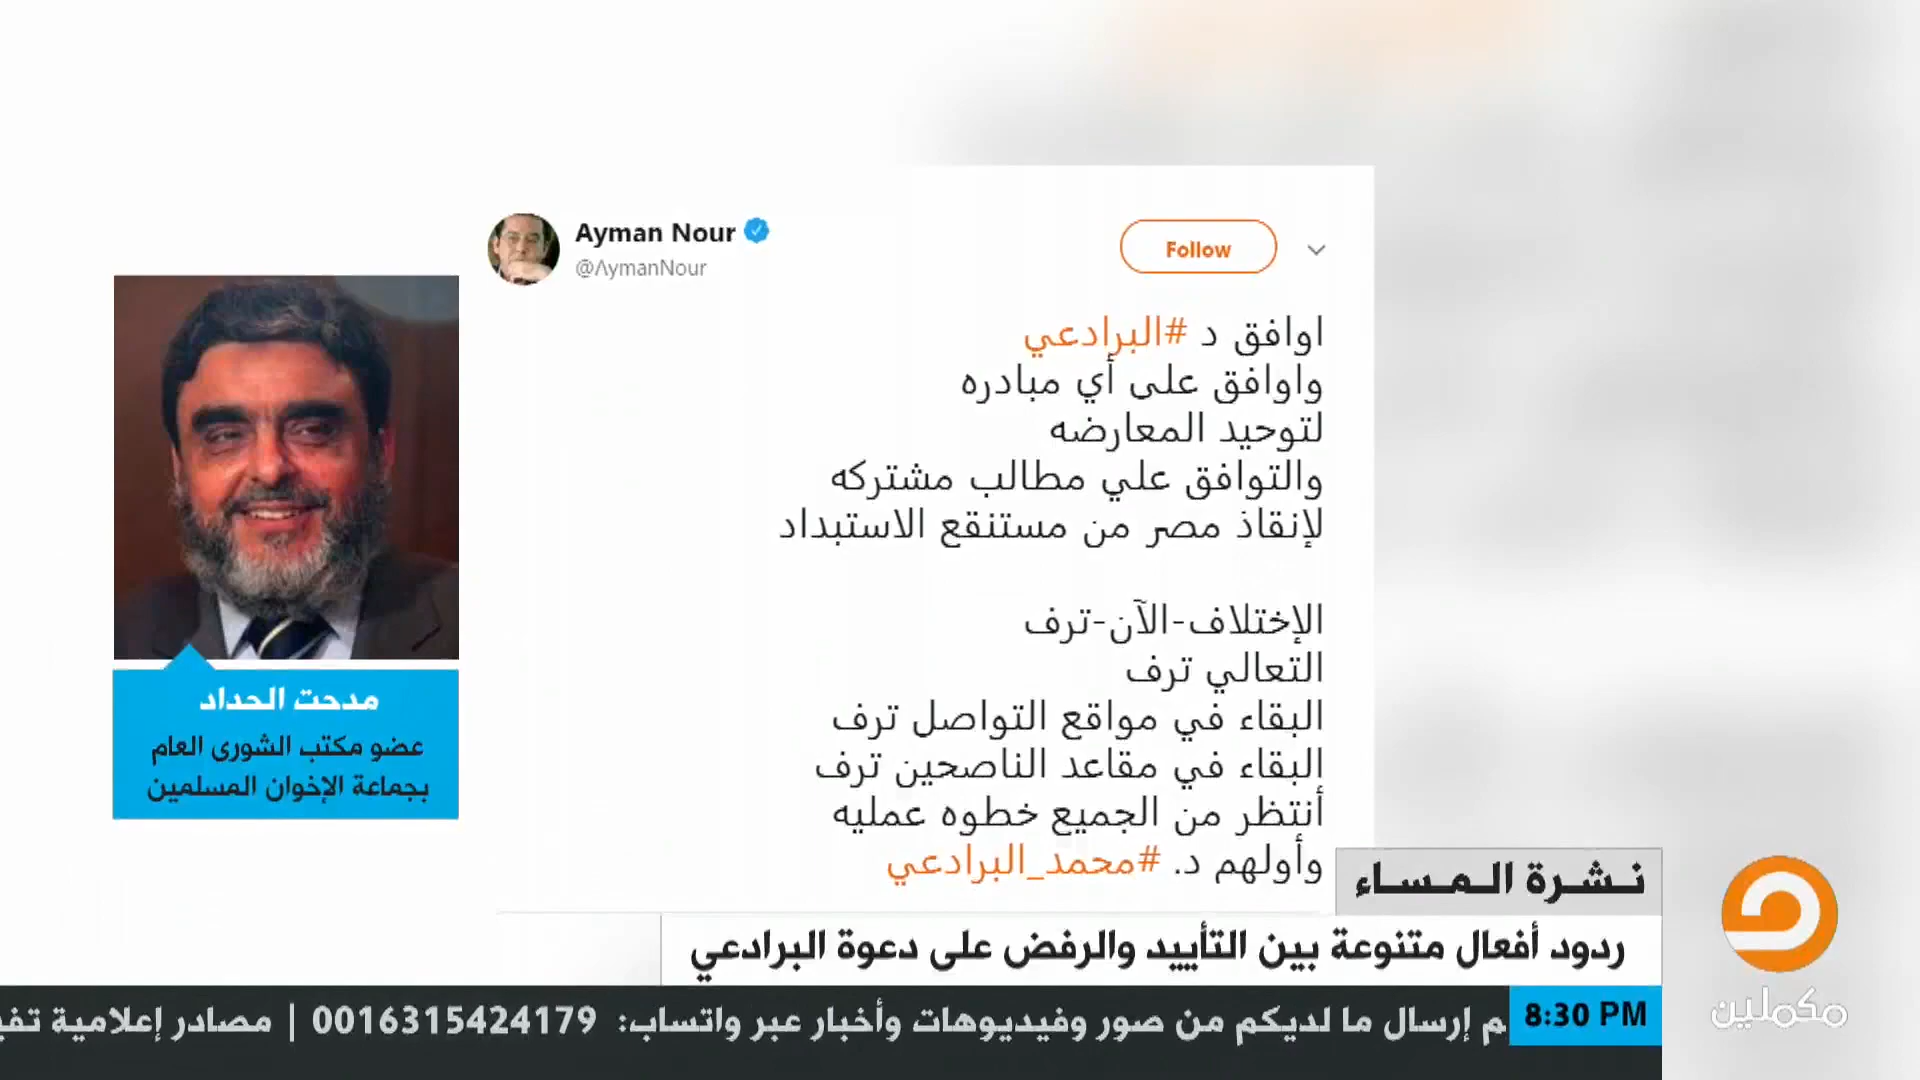 Ayman Nour
@AymanNour
Follow
اوافق د #البرادعي
واوافق على أي مبادره
لتوحيد المعارضه
والتوافق علي مطالب مشتركه
لإنقاذ مصر من مستنقع الاستبداد
الإختلاف-الآن-ترف
التعالي ترف
البقاء في مواقع التواصل ترف
البقاء في مقاعد الناصحين ترف
أنتظر من الجميع خطوه عمليه
وأولهم د. #محمد_البرادعي
مدحت الحداد
عضو مكتب الشورى العام
بجماعة الإخوان المسلمين
نـشـرة الـمـسـاء
ردود أفعال متنوعة بين التأييد والرفض على دعوة البرادعي
8:30 PM
إرسال ما لديكم من صور وفيديوهات وأخبار عبر واتساب: 0016315424179 | مصادر إعلامية
مكملين